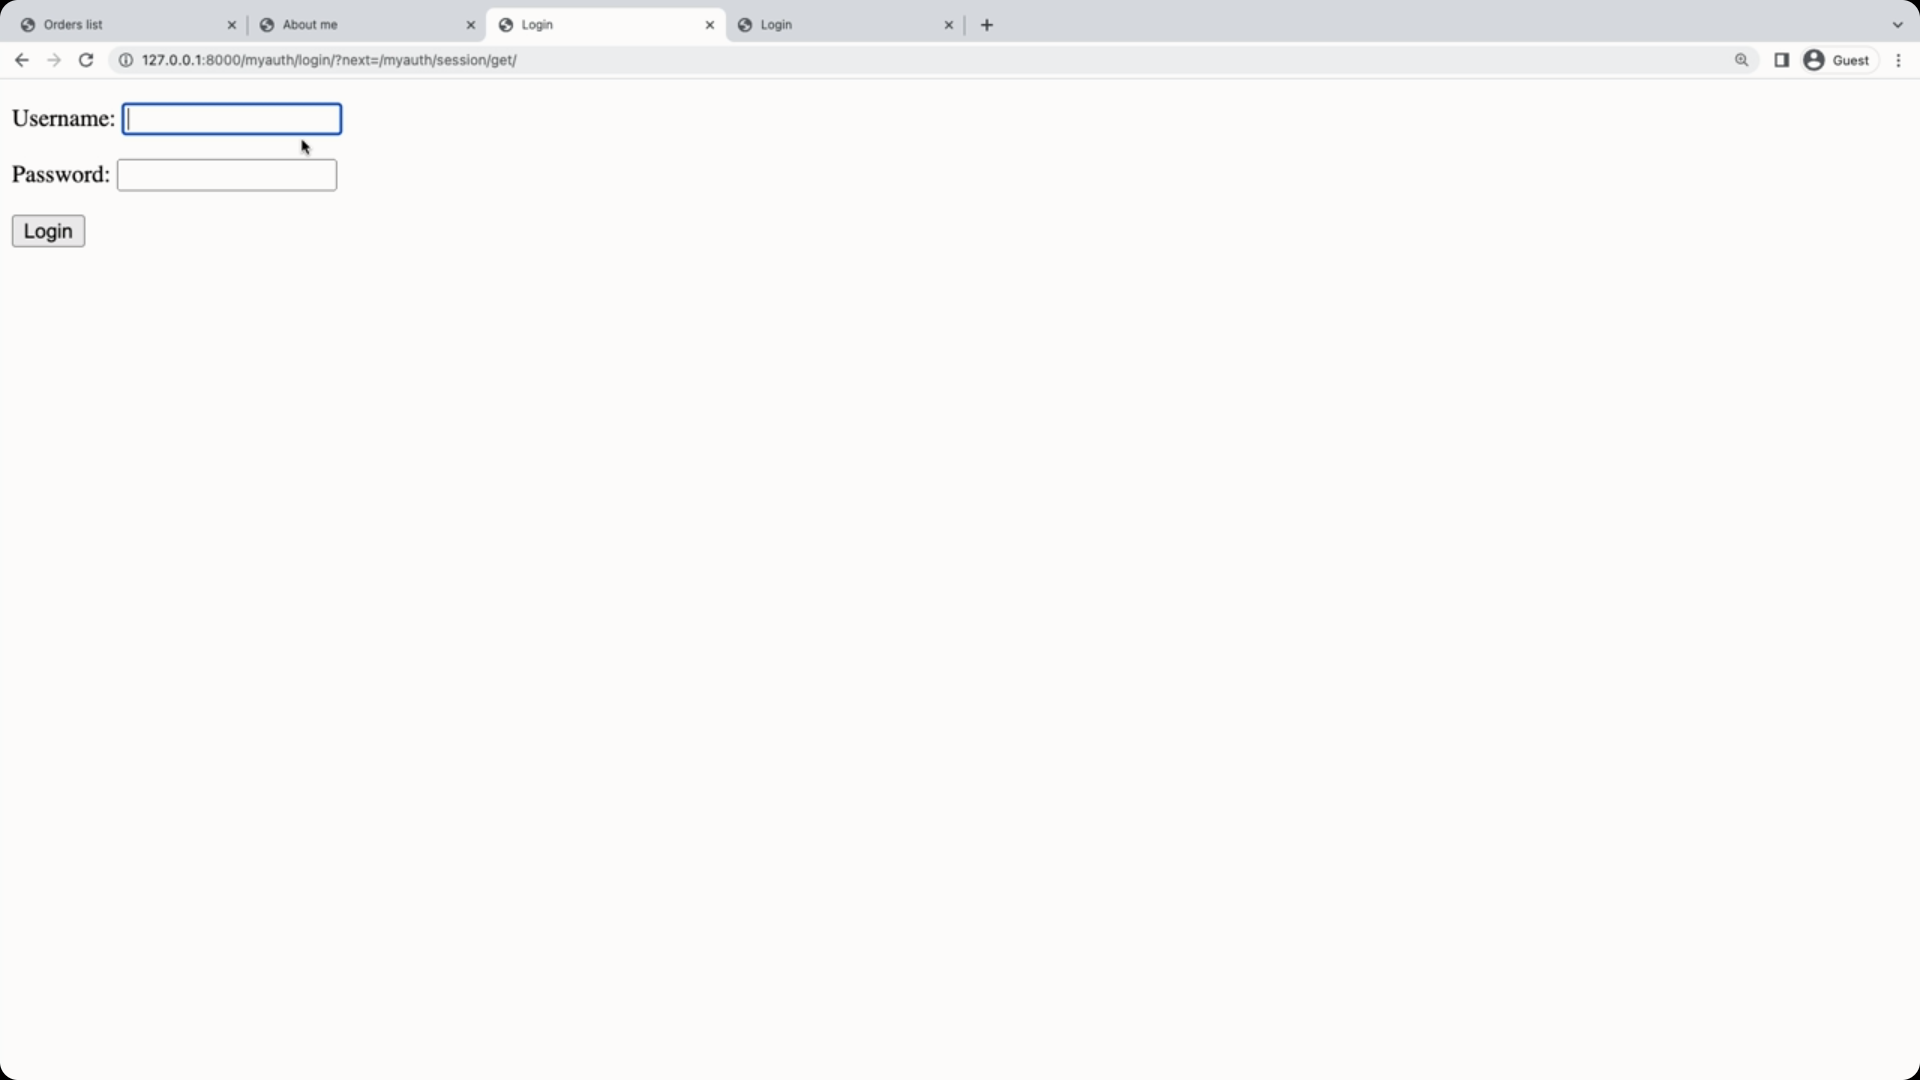 Orders list
About me
Login
Login
127.0.0.1:8000/myauth/login/?next=/myauth/session/get/
Guest
Username:
Password:
Login